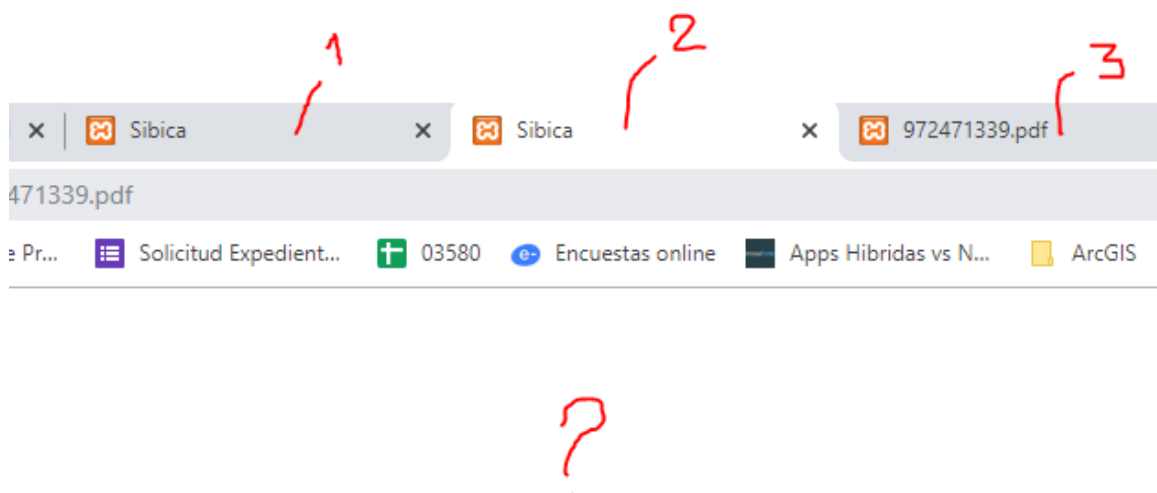 1 2 3
Sibica Sibica 972471339.pdf
471339.pdf
e Pr... Solicitud Expedient... 03580 Encuestas online Apps Hibridas vs N... ArcGIS
?